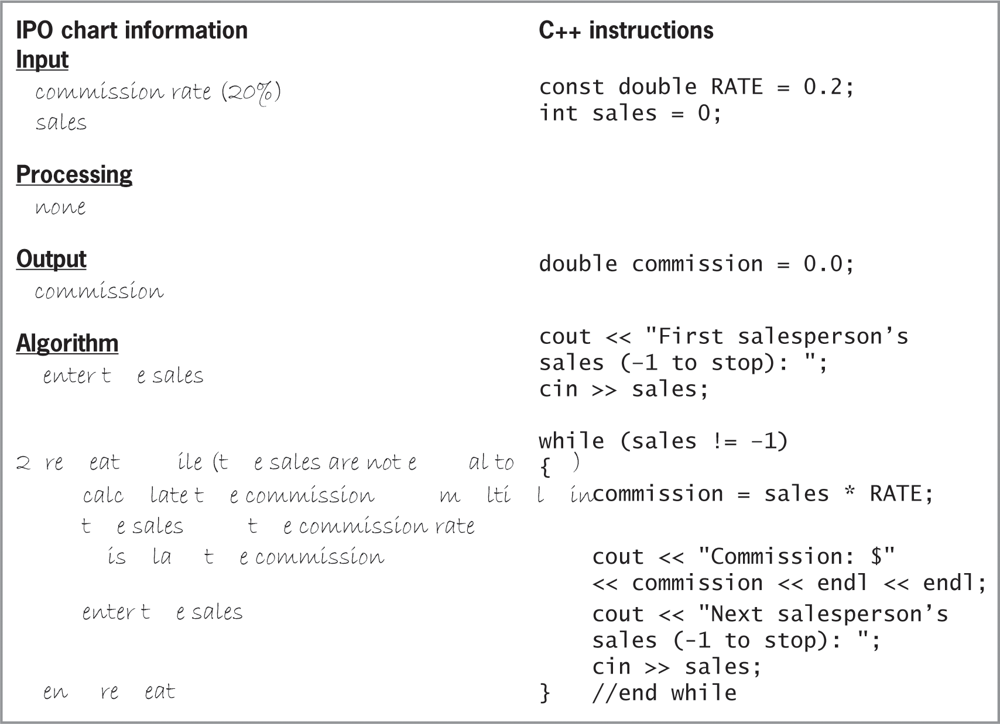 IPO chart information
Input
commission rate (20%)
sales
Processing
none
Output
commission
Algorithm
enter t e sales
2 re eat ile (t e sales are not e al to )
calc late t e commission m lti l in
t e sales t e commission rate
is la t e commission
enter t e sales
en re eat
C++ instructions
const double RATE = 0.2;
int sales = 0;
double commission = 0.0;
cout << "First salesperson’s
sales (–1 to stop): ";
cin >> sales;
while (sales != –1)
{
commission = sales * RATE;
cout << "Commission: $"
<< commission << endl << endl;
cout << "Next salesperson’s
sales (-1 to stop): ";
cin >> sales;
} //end while